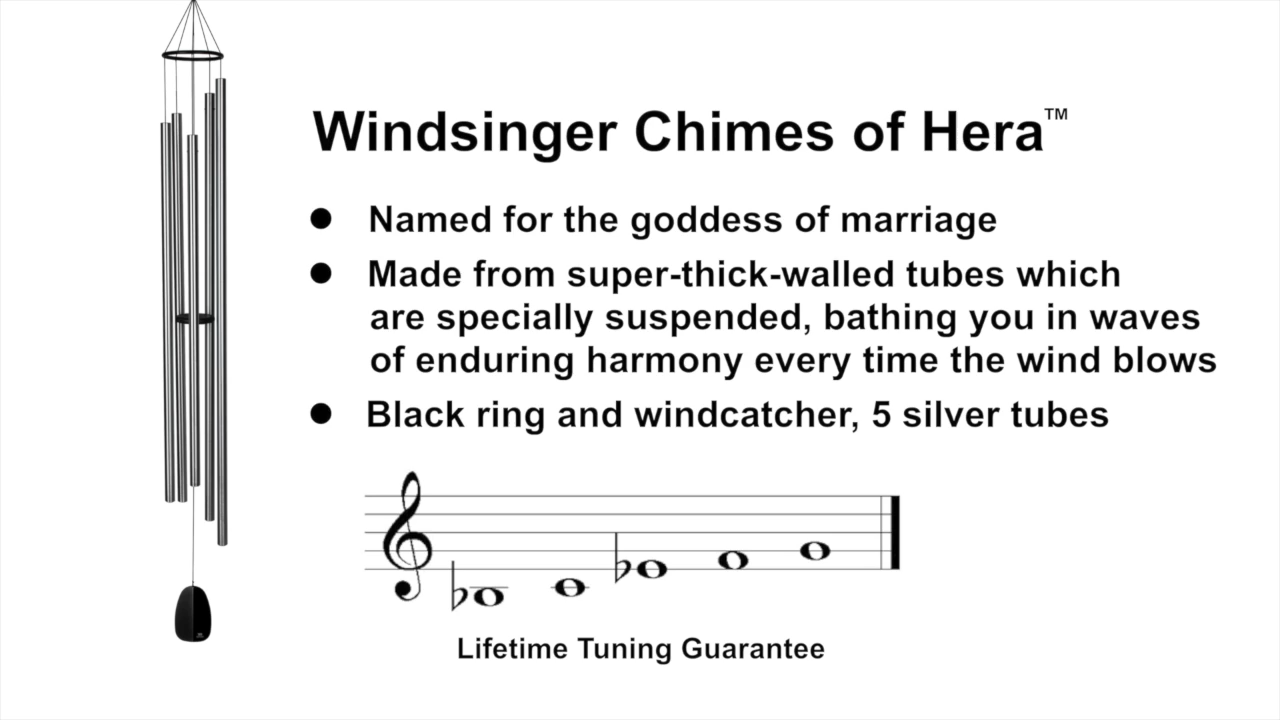 Windsinger Chimes of Hera™
● Named for the goddess of marriage
● Made from super-thick-walled tubes which
are specially suspended, bathing you in waves
of enduring harmony every time the wind blows
● Black ring and windcatcher, 5 silver tubes
Lifetime Tuning Guarantee